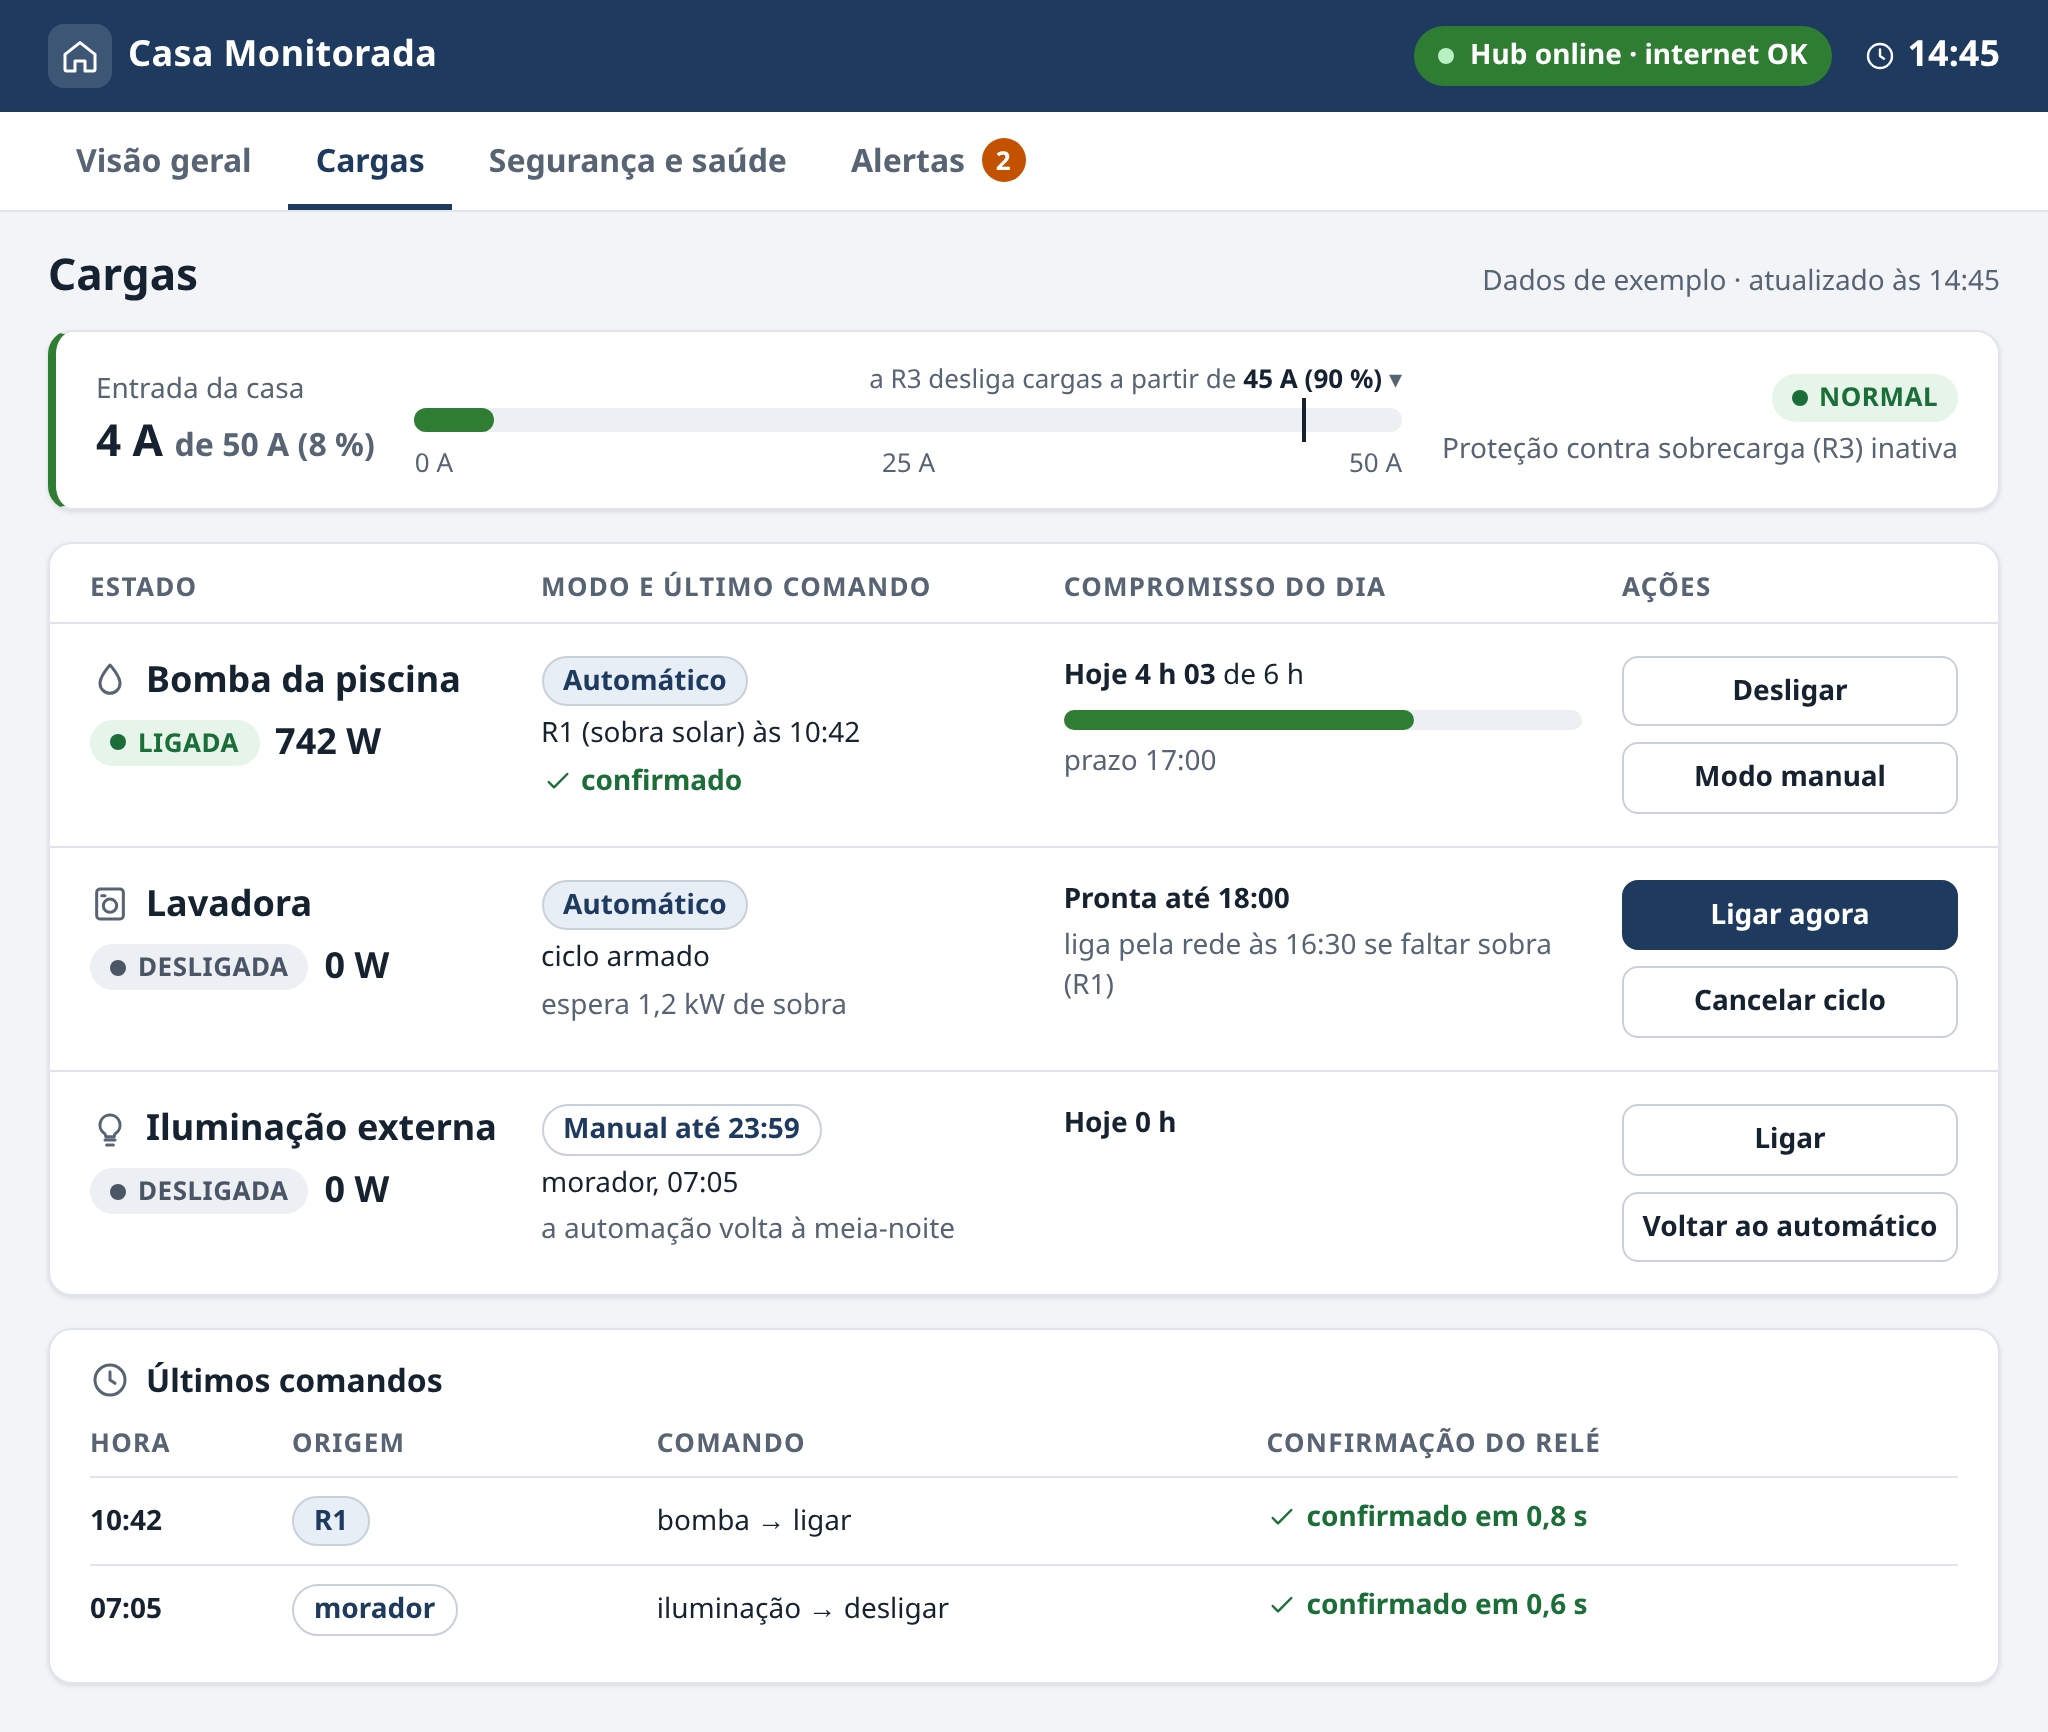 Casa Monitorada
Hub online · internet OK
14:45
Visão geral
Cargas
Segurança e saúde
Alertas 2
Cargas
Dados de exemplo · atualizado às 14:45
Entrada da casa
4 A de 50 A (8 %)
a R3 desliga cargas a partir de 45 A (90 %) ▾
0 A
25 A
50 A
NORMAL
Proteção contra sobrecarga (R3) inativa
ESTADO
MODO E ÚLTIMO COMANDO
COMPROMISSO DO DIA
AÇÕES
Bomba da piscina
LIGADA 742 W
Automático
R1 (sobra solar) às 10:42
✓ confirmado
Hoje 4 h 03 de 6 h
prazo 17:00
Desligar
Modo manual
Lavadora
DESLIGADA 0 W
Automático
ciclo armado
espera 1,2 kW de sobra
Pronta até 18:00
liga pela rede às 16:30 se faltar sobra
(R1)
Ligar agora
Cancelar ciclo
Iluminação externa
DESLIGADA 0 W
Manual até 23:59
morador, 07:05
a automação volta à meia-noite
Hoje 0 h
Ligar
Voltar ao automático
Últimos comandos
HORA
ORIGEM
COMANDO
CONFIRMAÇÃO DO RELÉ
10:42
R1
bomba → ligar
✓ confirmado em 0,8 s
07:05
morador
iluminação → desligar
✓ confirmado em 0,6 s